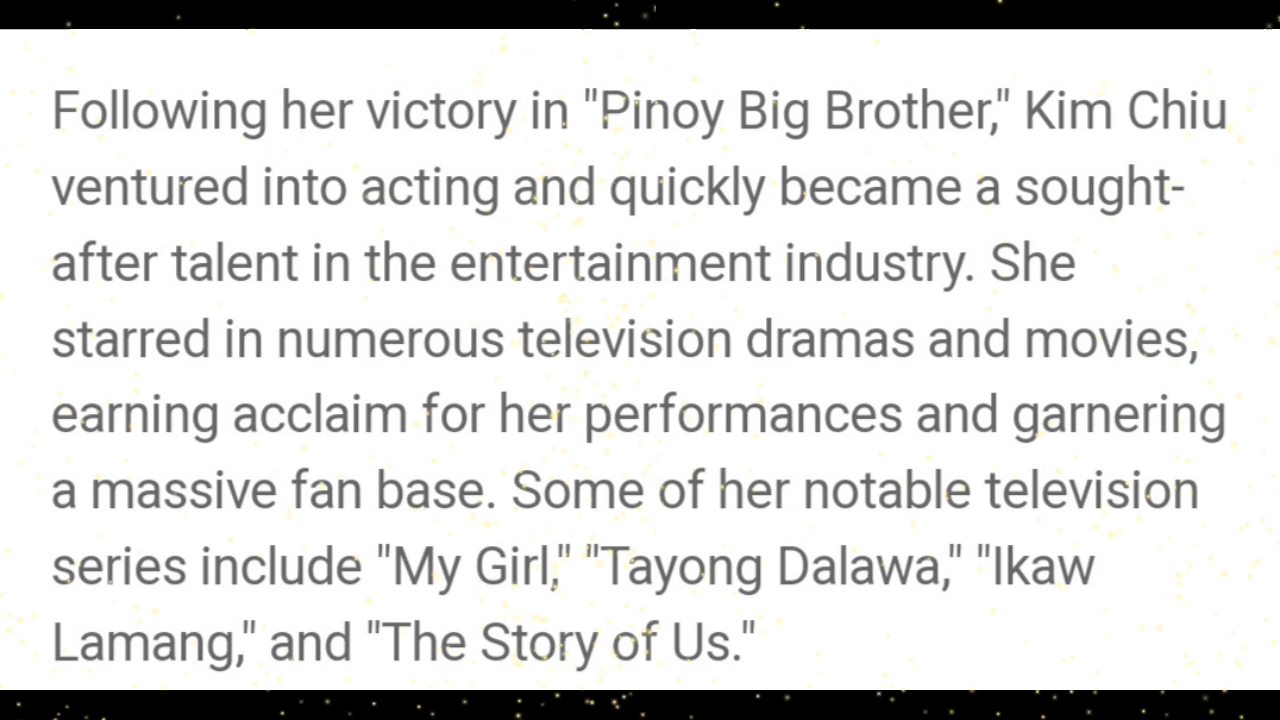 Following her victory in "Pinoy Big Brother," Kim Chiu
ventured into acting and quickly became a sought-
after talent in the entertainment industry. She
starred in numerous television dramas and movies,
earning acclaim for her performances and garnering
a massive fan base. Some of her notable television
series include "My Girl," "Tayong Dalawa," "Ikaw
Lamang," and "The Story of Us."